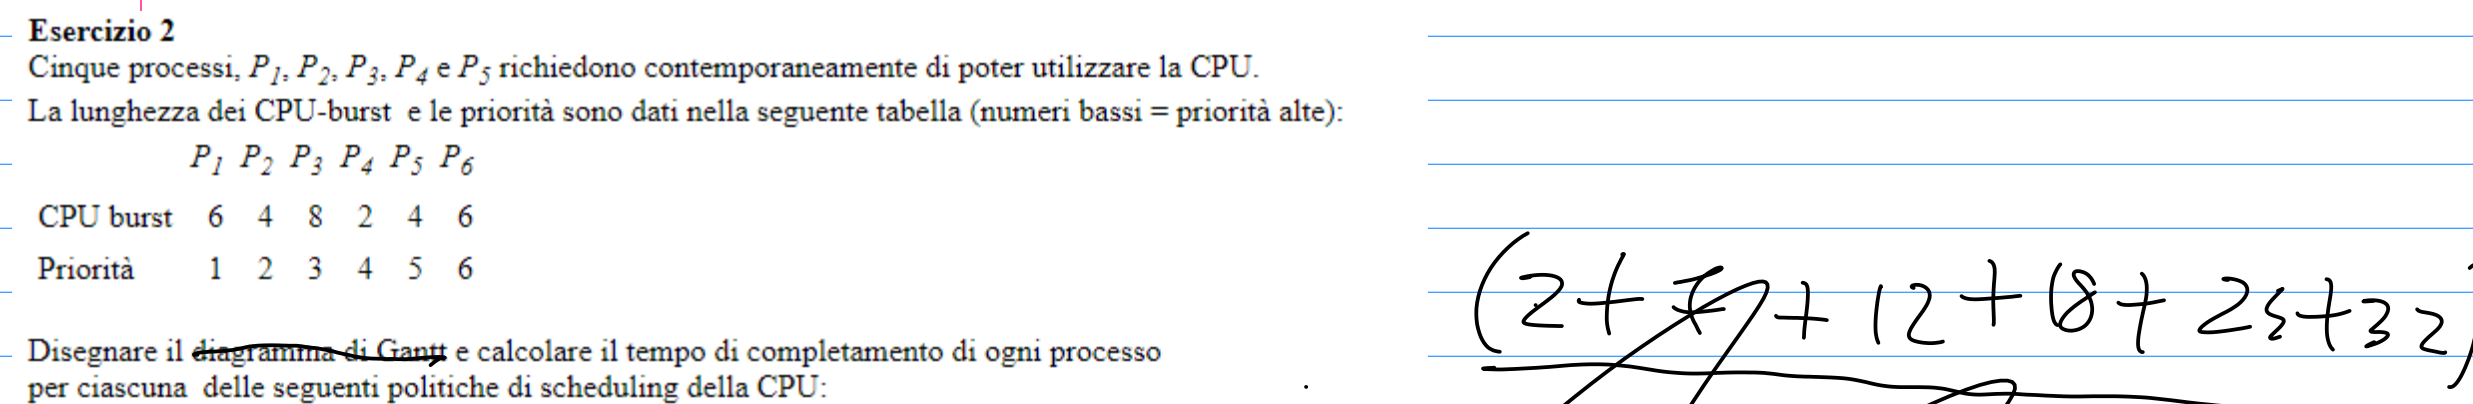 Esercizio 2
Cinque processi, P1, P2, P3, P4 e P5 richiedono contemporaneamente di poter utilizzare la CPU.
La lunghezza dei CPU-burst e le priorità sono dati nella seguente tabella (numeri bassi = priorità alte):
P1 P2 P3 P4 P5 P6
CPU burst 6 4 8 2 4 6
Priorità 1 2 3 4 5 6
Disegnare il diagramma di Gantt e calcolare il tempo di completamento di ogni processo
per ciascuna delle seguenti politiche di scheduling della CPU:
(2 + 7 + 12 + 18 + 25 + 32)